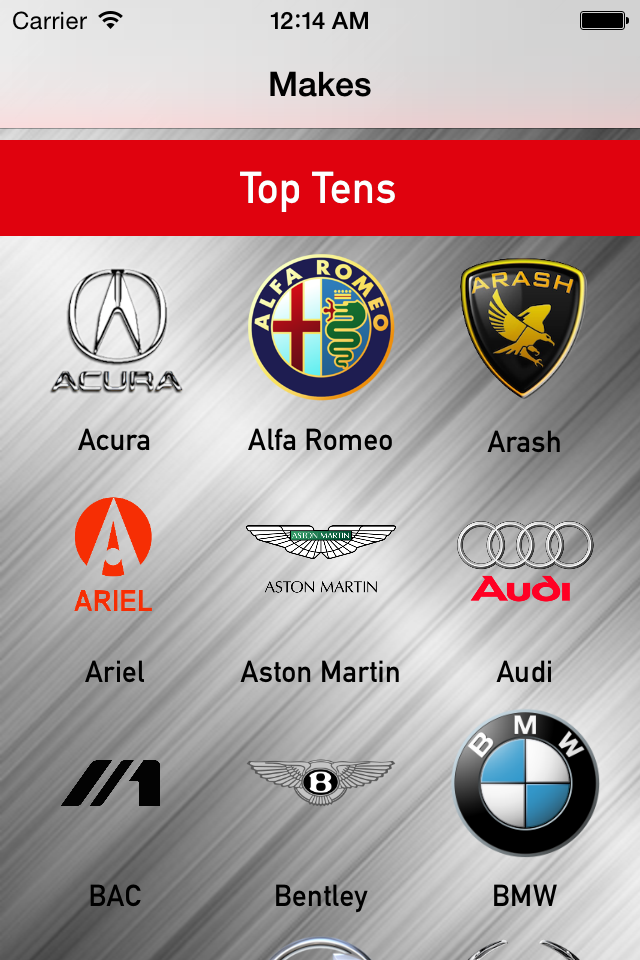 Carrier 12:14 AM
Makes
Top Tens
ACURA
ALFA ROMEO
ARASH
Acura
Alfa Romeo
Arash
ARIEL
ASTON MARTIN
ASTON MARTIN
Audi
Ariel
Aston Martin
Audi
B
BMW
BAC
Bentley
BMW